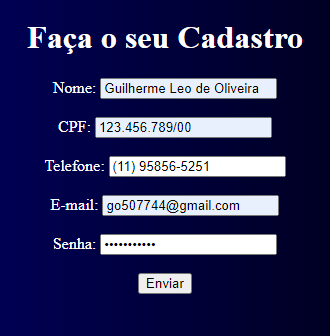 Faça o seu Cadastro
Nome: Guilherme Leo de Oliveira
CPF: 123.456.789/00
Telefone: (11) 95856-5251
E-mail: go507744@gmail.com
Senha: •••••••••••
Enviar